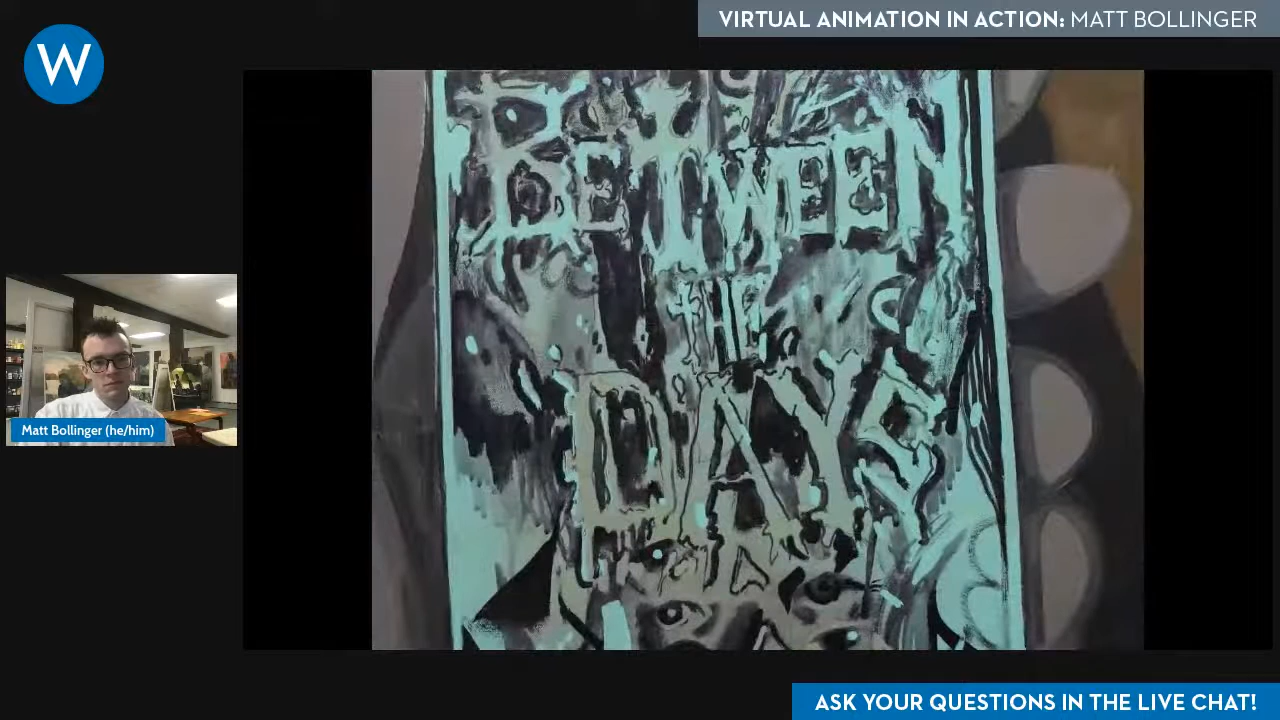 VIRTUAL ANIMATION IN ACTION: MATT BOLLINGER
W
BETWEEN
THE
DAYS
Matt Bollinger (he/him)
ASK YOUR QUESTIONS IN THE LIVE CHAT!